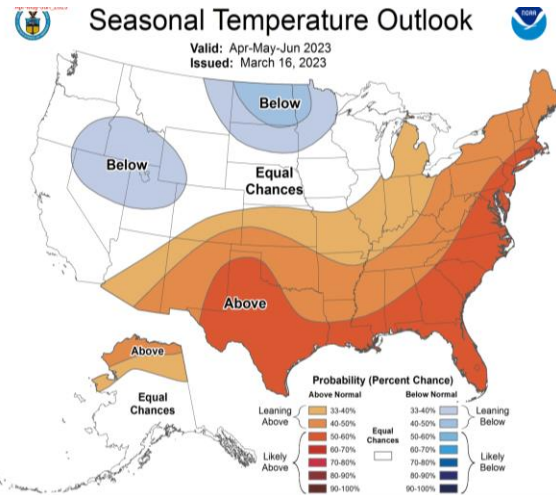 Seasonal Temperature Outlook
Valid: Apr-May-Jun 2023
Issued: March 16, 2023
NOAA
Below
Below
Equal
Chances
Above
Above
Equal
Chances
Probability (Percent Chance)
Above Normal
Below Normal
Leaning
Above
33-40%
40-50%
Likely
Above
50-60%
60-70%
70-80%
80-90%
90-100%
Equal
Chances
33-40%
40-50%
Leaning
Below
50-60%
60-70%
70-80%
80-90%
90-100%
Likely
Below